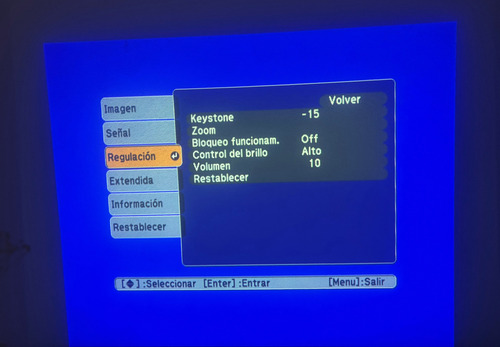 Imagen
Señal
Regulación
Extendida
Información
Restablecer
Volver
Keystone -15
Zoom
Bloqueo funcionam. Off
Control del brillo Alto
Volumen 10
Restablecer
[◆]:Seleccionar [Enter]:Entrar [Menu]:Salir